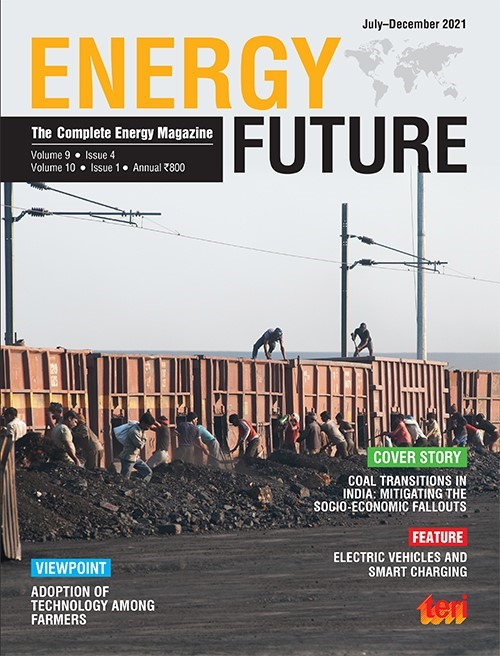 July–December 2021
ENERGY
FUTURE
The Complete Energy Magazine
Volume 9 ● Issue 4
Volume 10 ● Issue 1 ● Annual ₹800
COVER STORY
COAL TRANSITIONS IN
INDIA: MITIGATING THE
SOCIO-ECONOMIC FALLOUTS
FEATURE
ELECTRIC VEHICLES AND
SMART CHARGING
VIEWPOINT
ADOPTION OF
TECHNOLOGY AMONG
FARMERS
teri